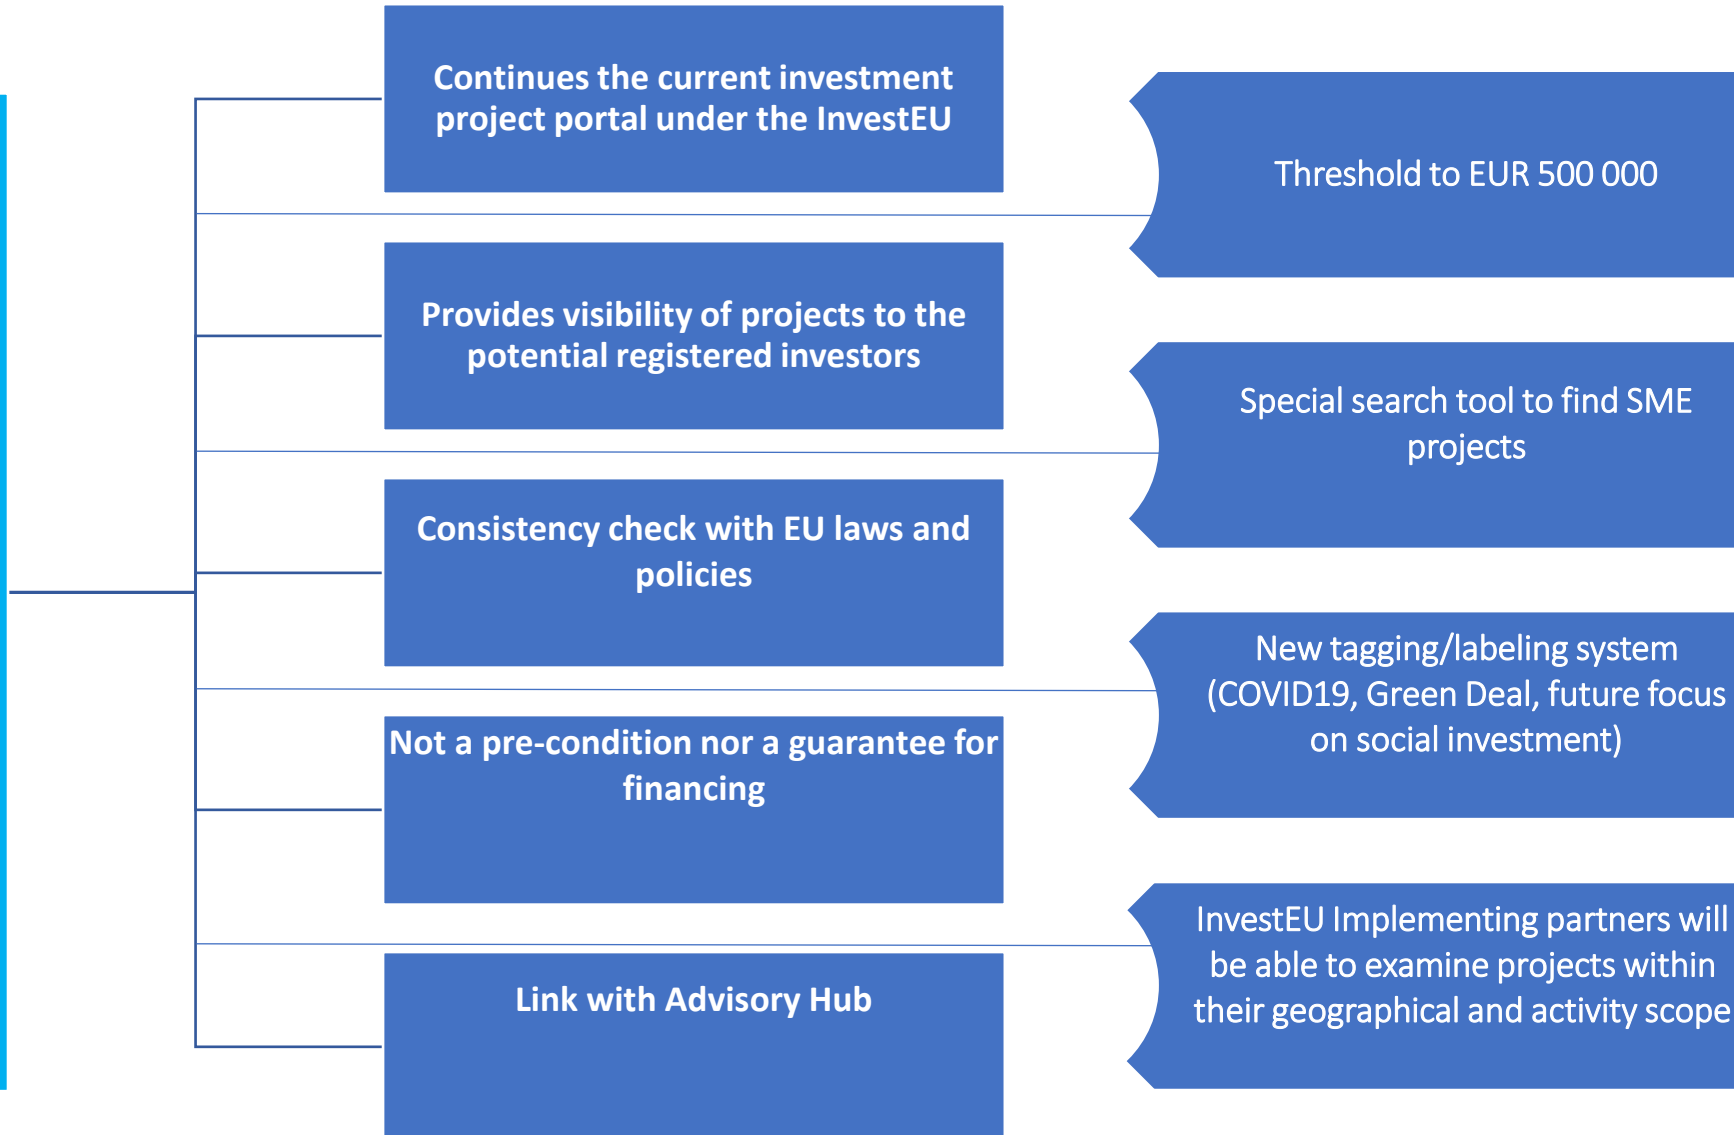 Continues the current investment
project portal under the InvestEU
Provides visibility of projects to the
potential registered investors
Consistency check with EU laws and
policies
Not a pre-condition nor a guarantee for
financing
Link with Advisory Hub
Threshold to EUR 500 000
Special search tool to find SME
projects
New tagging/labeling system
(COVID19, Green Deal, future focus
on social investment)
InvestEU Implementing partners will
be able to examine projects within
their geographical and activity scope